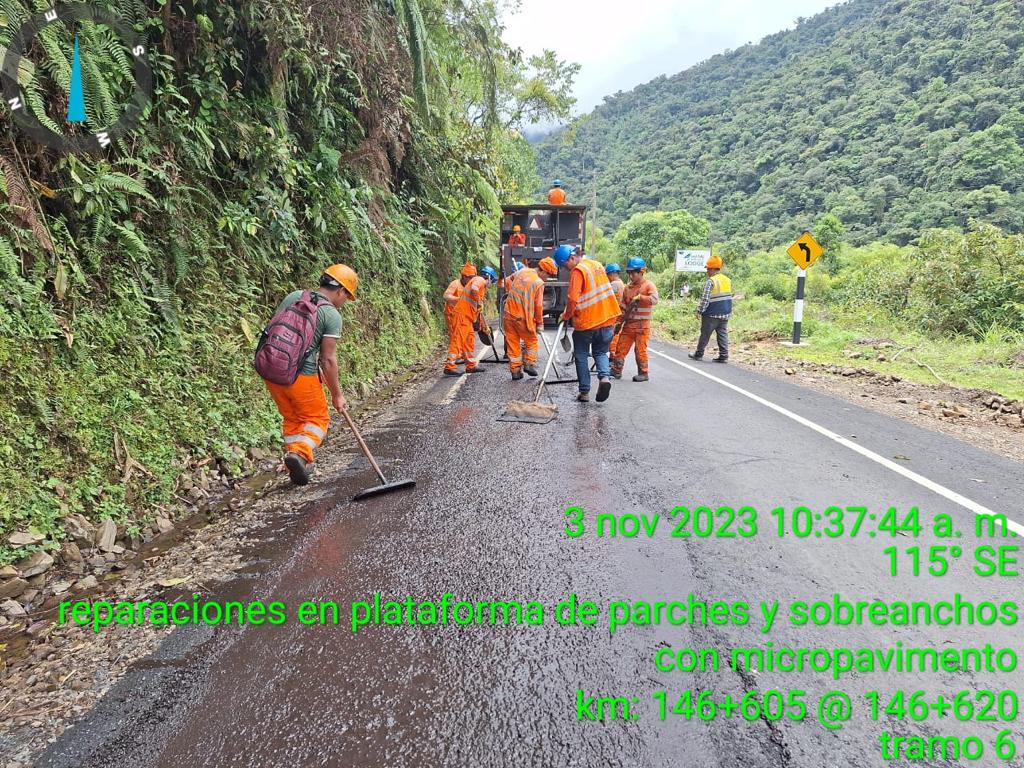 N
E
S
W
LODGE
3 nov 2023 10:37:44 a. m.
115° SE
reparaciones en plataforma de parches y sobreanchos
con micropavimento
km: 146+605 @ 146+620
tramo 6